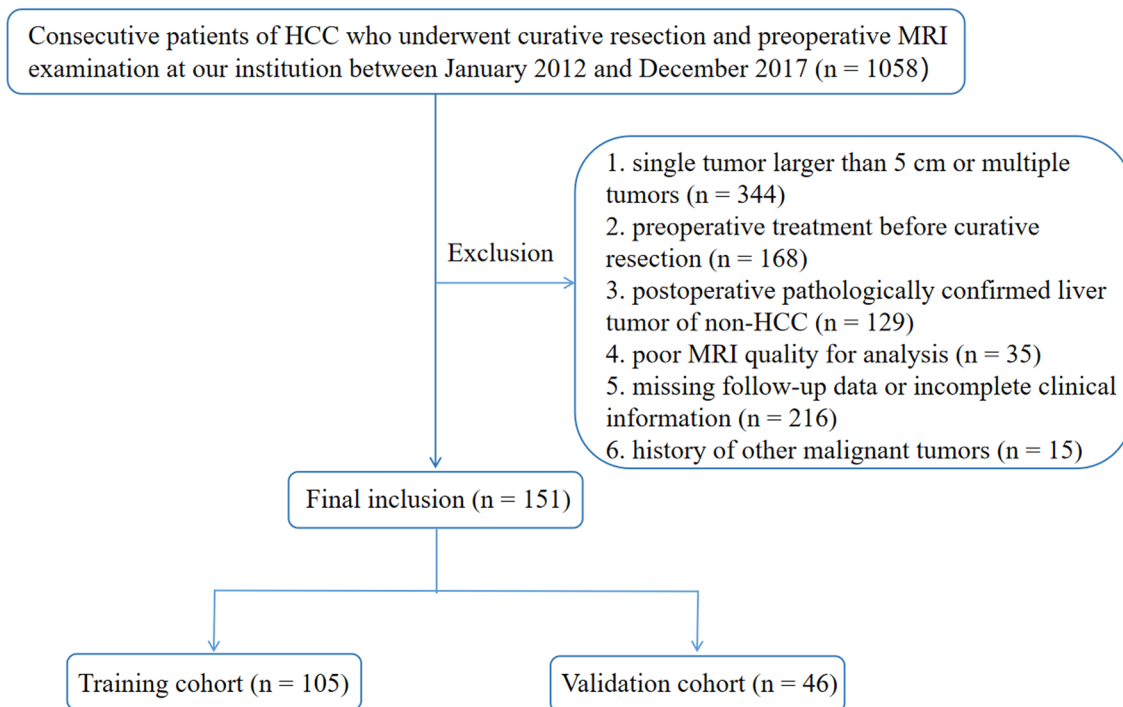 Consecutive patients of HCC who underwent curative resection and preoperative MRI
examination at our institution between January 2012 and December 2017 (n = 1058)
1. single tumor larger than 5 cm or multiple
tumors (n = 344)
2. preoperative treatment before curative
resection (n = 168)
Exclusion
3. postoperative pathologically confirmed liver
tumor of non-HCC (n = 129)
4. poor MRI quality for analysis (n = 35)
5. missing follow-up data or incomplete clinical
information (n = 216)
6. history of other malignant tumors (n = 15)
Final inclusion (n = 151)
Training cohort (n = 105)
Validation cohort (n = 46)